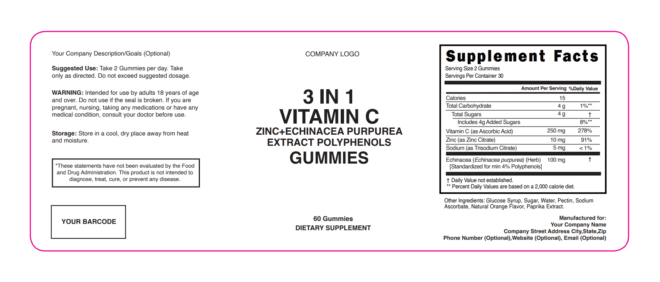 Your Company Description/Goals (Optional)
Suggested Use: Take 2 Gummies per day. Take
only as directed. Do not exceed suggested dosage.
WARNING: Intended for use by adults 18 years of age
and over. Do not use if the seal is broken. If you are
pregnant, nursing, taking any medications or have any
medical condition, consult your doctor before use.
Storage: Store in a cool, dry place away from heat
and moisture.
*These statements have not been evaluated by the Food
and Drug Administration. This product is not intended to
diagnose, treat, cure, or prevent any disease.
YOUR BARCODE
COMPANY LOGO
3 IN 1
VITAMIN C
ZINC+ECHINACEA PURPUREA
EXTRACT POLYPHENOLS
GUMMIES
60 Gummies
DIETARY SUPPLEMENT
Supplement Facts
Serving Size 2 Gummies
Servings Per Container 30
Amount Per Serving %Daily Value
Calories 15
Total Carbohydrate 4 g 1%**
Total Sugars 4 g †
Includes 4g Added Sugars 8%**
Vitamin C (as Ascorbic Acid) 250 mg 278%
Zinc (as Zinc Citrate) 10 mg 91%
Sodium (as Trisodium Citrate) 5 mg <1%
Echinacea (Echinacea purpurea) (Herb) 100 mg †
[Standardized for min 4% Polyphenols]
† Daily Value not established.
** Percent Daily Values are based on a 2,000 calorie diet.
Other Ingredients: Glucose Syrup, Sugar, Water, Pectin, Sodium
Ascorbate, Natural Orange Flavor, Paprika Extract.
Manufactured for:
Your Company Name
Company Street Address City,State,Zip
Phone Number (Optional),Website (Optional), Email (Optional)